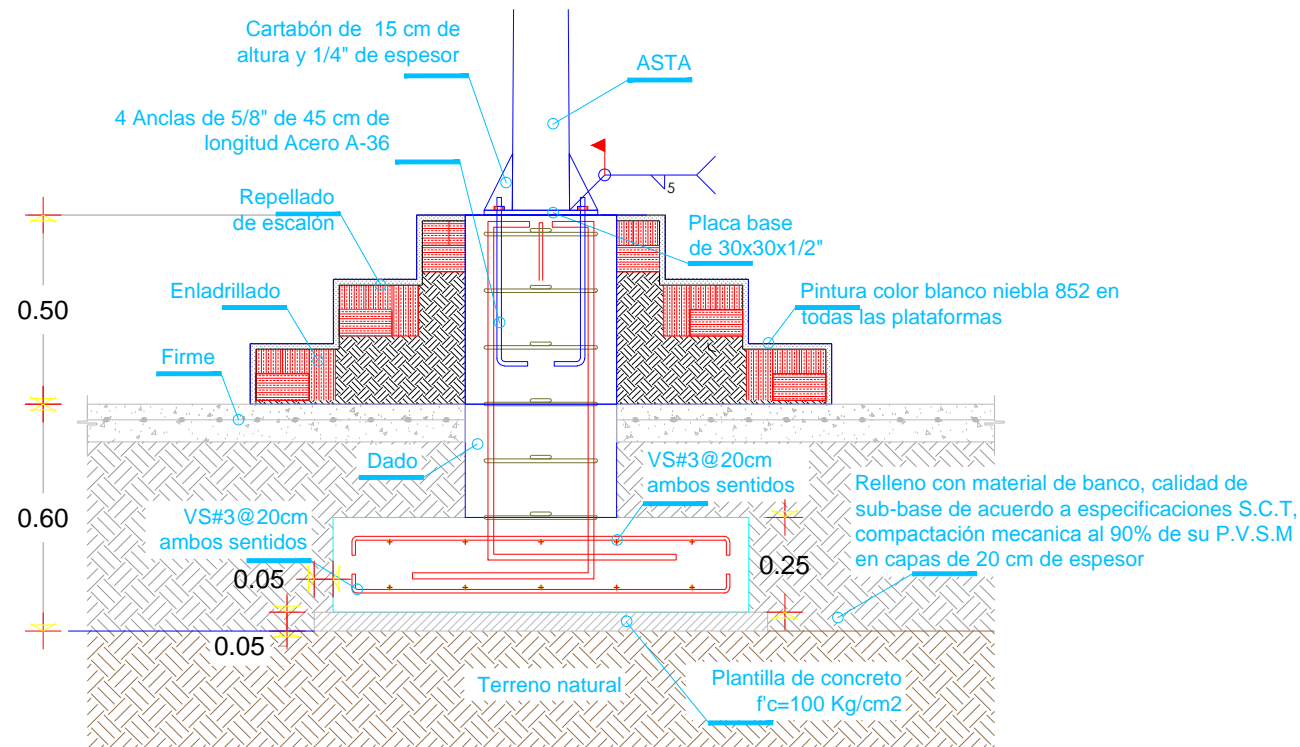 Cartabón de 15 cm de
altura y 1/4" de espesor
ASTA
4 Anclas de 5/8" de 45 cm de
longitud Acero A-36
5
Repellado
de escalón
Placa base
de 30x30x1/2"
0.50
Enladrillado
Pintura color blanco niebla 852 en
todas las plataformas
Firme
Dado
VS#3@20cm
ambos sentidos
Relleno con material de banco, calidad de
sub-base de acuerdo a especificaciones S.C.T,
compactación mecanica al 90% de su P.V.S.M
en capas de 20 cm de espesor
0.60
VS#3@20cm
ambos sentidos
0.05
0.25
0.05
Terreno natural
Plantilla de concreto
f'c=100 Kg/cm2